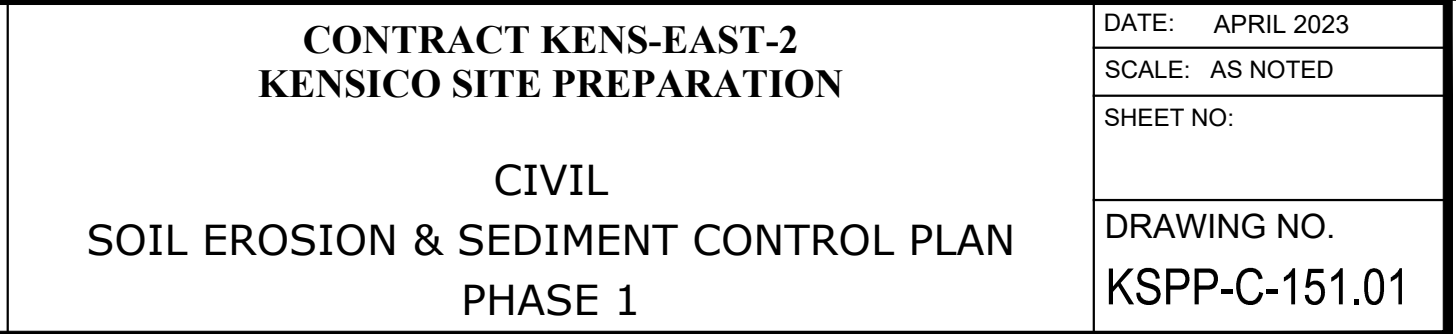 CONTRACT KENS-EAST-2
KENSICO SITE PREPARATION
CIVIL
SOIL EROSION & SEDIMENT CONTROL PLAN
PHASE 1
DATE: APRIL 2023
SCALE: AS NOTED
SHEET NO:
DRAWING NO.
KSPP-C-151.01